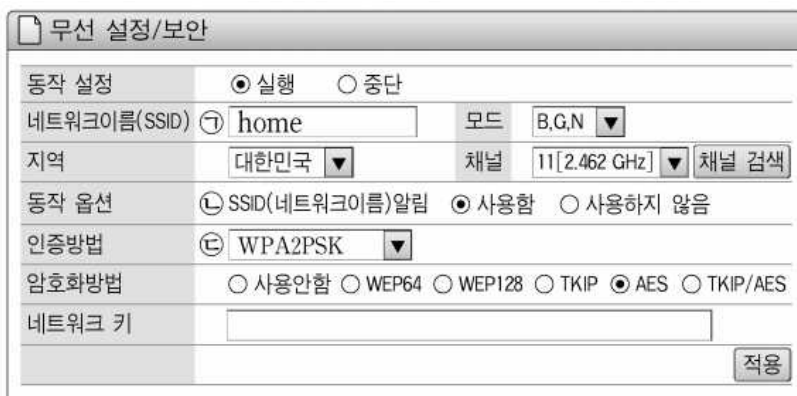 무선 설정/보안
동작 설정 실행 중단
네트워크이름(SSID) ㉠ home 모드 B,G,N
지역 대한민국 채널 11[2.462 GHz] 채널 검색
동작 옵션 ㉡ SSID(네트워크이름)알림 사용함 사용하지 않음
인증방법 ㉢ WPA2PSK
암호화방법 사용안함 WEP64 WEP128 TKIP AES TKIP/AES
네트워크 키
적용